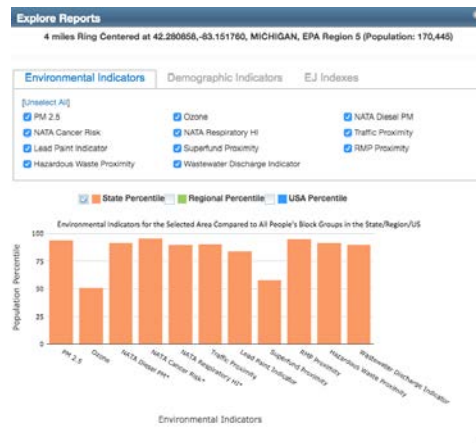 Explore Reports
4 miles Ring Centered at 42.280858,-83.151760, MICHIGAN, EPA Region 5 (Population: 170,445)
Environmental Indicators Demographic Indicators EJ Indexes
[Unselect All]
PM 2.5 Ozone NATA Diesel PM
NATA Cancer Risk NATA Respiratory HI Traffic Proximity
Lead Paint Indicator Superfund Proximity RMP Proximity
Hazardous Waste Proximity Wastewater Discharge Indicator
State Percentile Regional Percentile USA Percentile
Environmental Indicators for the Selected Area Compared to All People's Block Groups in the State/Region/US
Population Percentile
100
75
50
25
0
PM 2.5
Ozone
NATA Diesel PM*
NATA Cancer Risk*
NATA Respiratory HI*
Traffic Proximity
Lead Paint Indicator
Superfund Proximity
RMP Proximity
Hazardous Waste Proximity
Wastewater Discharge Indicator
Environmental Indicators